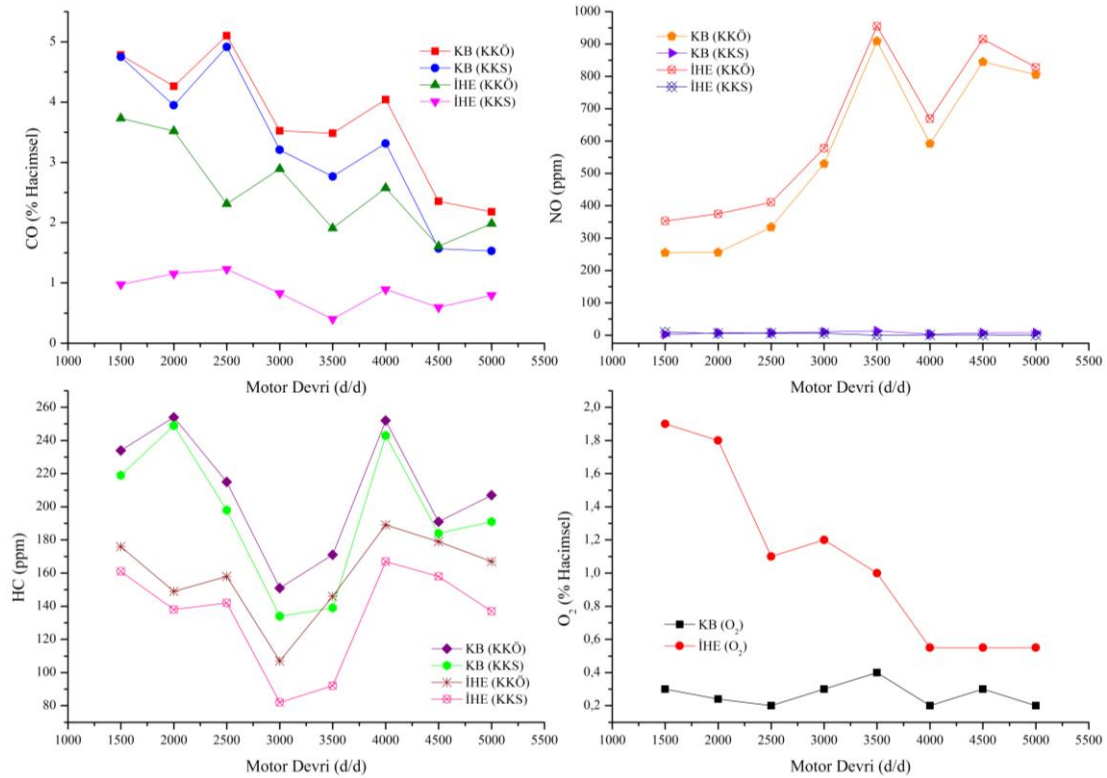 5
4
3
2
1
0
CO (% Hacimsel)
KB (KKÖ)
KB (KKS)
İHE (KKÖ)
İHE (KKS)
1000 1500 2000 2500 3000 3500 4000 4500 5000 5500
Motor Devri (d/d)
1000
900
800
700
600
500
400
300
200
100
0
NO (ppm)
KB (KKÖ)
KB (KKS)
İHE (KKÖ)
İHE (KKS)
1000 1500 2000 2500 3000 3500 4000 4500 5000 5500
Motor Devri (d/d)
260
240
220
200
180
160
140
120
100
80
HC (ppm)
KB (KKÖ)
KB (KKS)
İHE (KKÖ)
İHE (KKS)
1000 1500 2000 2500 3000 3500 4000 4500 5000 5500
Motor Devri (d/d)
2,0
1,8
1,6
1,4
1,2
1,0
0,8
0,6
0,4
0,2
O₂ (% Hacimsel)
KB (O₂)
İHE (O₂)
1000 1500 2000 2500 3000 3500 4000 4500 5000 5500
Motor Devri (d/d)